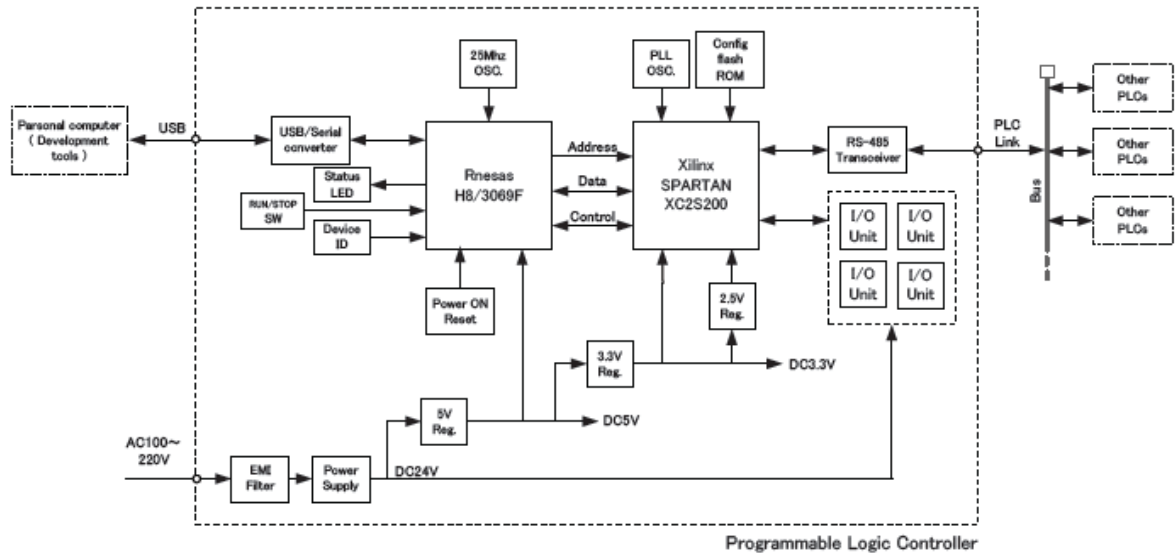 25Mhz
OSC.
PLL
OSC.
Config
flash
ROM
Other
PLCs
Parsonal computer
( Development
tools )
USB
USB/Serial
converter
Rnesas
H8/3069F
Address
Data
Control
Xilinx
SPARTAN
XC2S200
RS-485
Transceiver
PLC
Link
Other
PLCs
Status
LED
RUN/STOP
SW
Device
ID
I/O
Unit
I/O
Unit
I/O
Unit
I/O
Unit
Bus
Other
PLCs
Power ON
Reset
2.5V
Reg.
3.3V
Reg.
DC3.3V
5V
Reg.
DC5V
AC100～
220V
EMI
Filter
Power
Supply
DC24V
Programmable Logic Controller